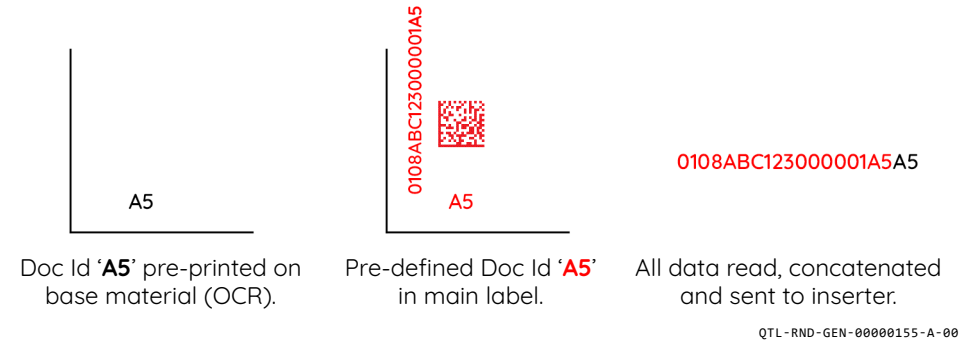 A5
Doc Id ‘A5’ pre-printed on
base material (OCR).
0108ABC123000001A5
A5
Pre-defined Doc Id ‘A5’
in main label.
0108ABC123000001A5A5
All data read, concatenated
and sent to inserter.
QTL-RND-GEN-00000155-A-00